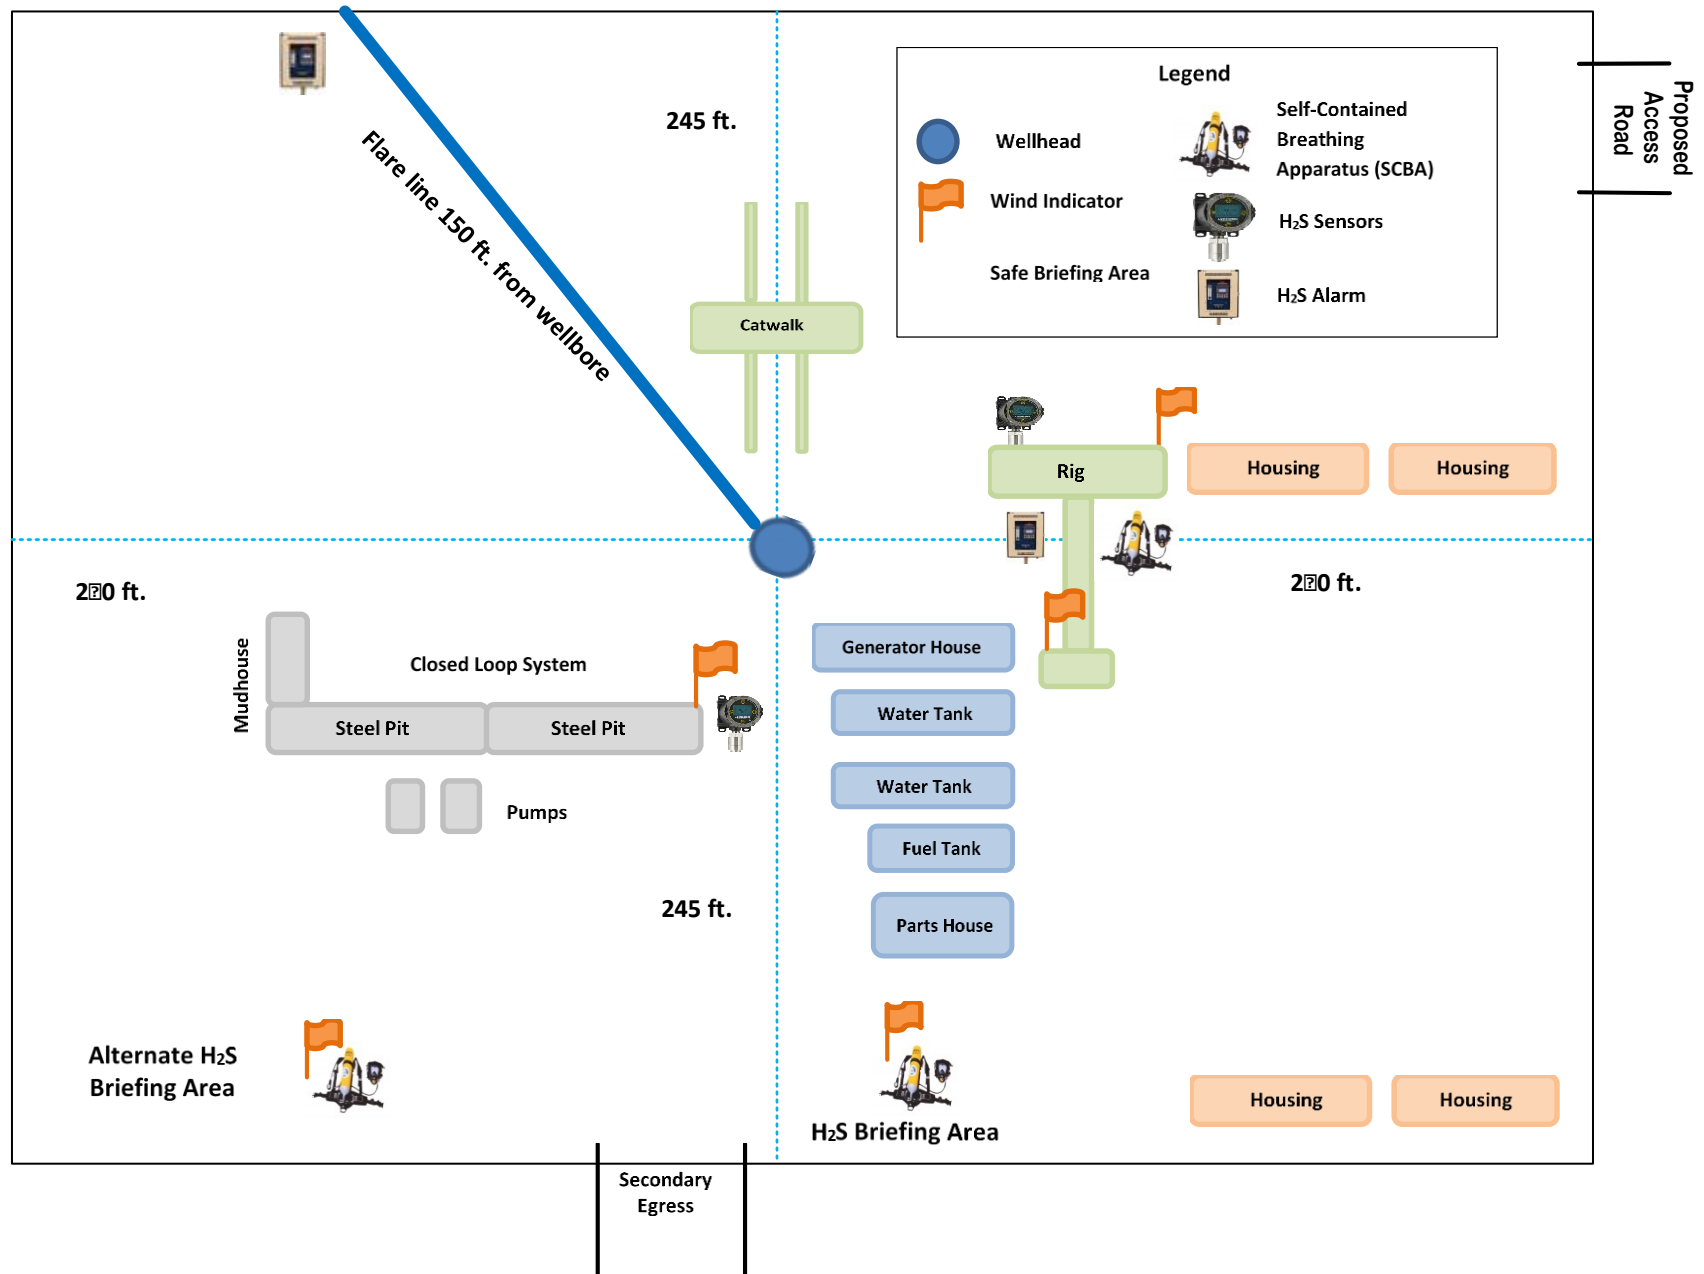 Legend
Wellhead
Wind Indicator
Safe Briefing Area
Self-Contained
Breathing
Apparatus (SCBA)
H2S Sensors
H2S Alarm
Proposed
Access
Road
245 ft.
Flare line 150 ft. from wellbore
Catwalk
Rig
Housing
Housing
ft.
ft.
Mudhouse
Closed Loop System
Steel Pit
Steel Pit
Pumps
Generator House
Water Tank
Water Tank
Fuel Tank
Parts House
245 ft.
Alternate H2S
Briefing Area
H2S Briefing Area
Housing
Housing
Secondary
Egress